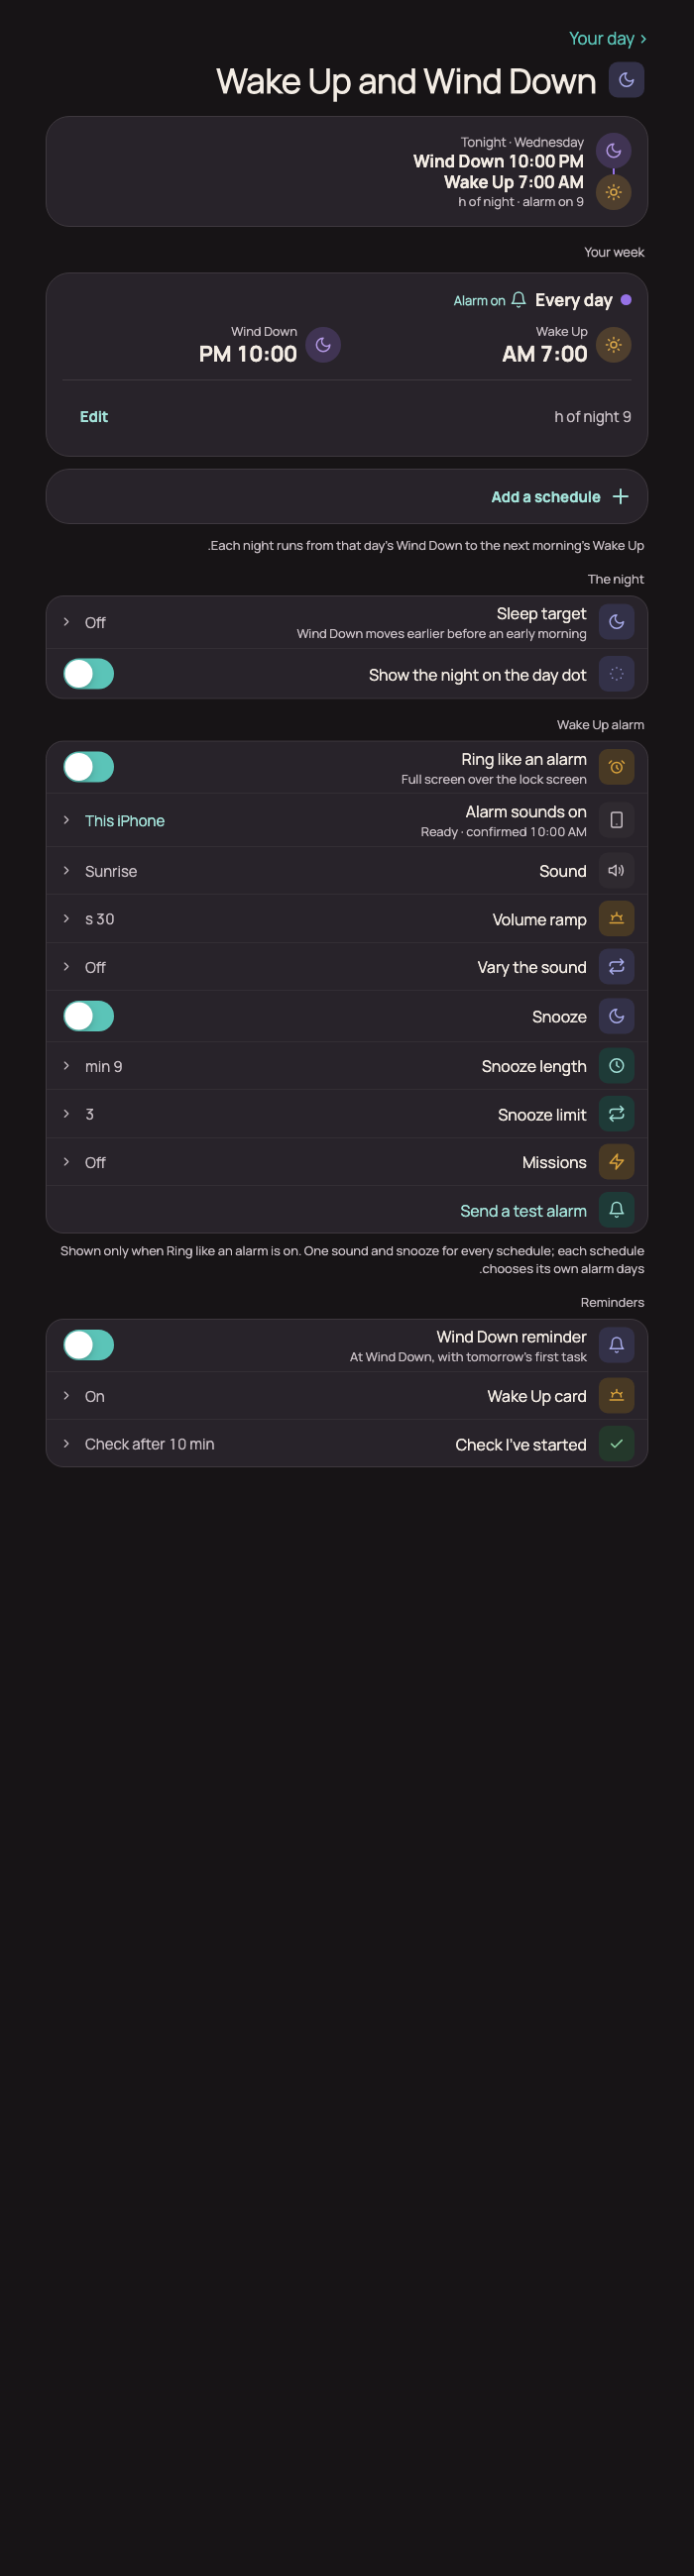 Your day
Wake Up and Wind Down
Tonight · Wednesday
Wind Down 10:00 PM
Wake Up 7:00 AM
h of night · alarm on 9
Your week
Every day
Alarm on
Wake Up
AM 7:00
Wind Down
PM 10:00
h of night 9
Edit
Add a schedule
.Each night runs from that day's Wind Down to the next morning's Wake Up
The night
Sleep target
Wind Down moves earlier before an early morning
Off
Show the night on the day dot
Wake Up alarm
Ring like an alarm
Full screen over the lock screen
Alarm sounds on
Ready · confirmed 10:00 AM
This iPhone
Sound
Sunrise
Volume ramp
s 30
Vary the sound
Off
Snooze
Snooze length
min 9
Snooze limit
3
Missions
Off
Send a test alarm
Shown only when Ring like an alarm is on. One sound and snooze for every schedule; each schedule
.chooses its own alarm days
Reminders
Wind Down reminder
At Wind Down, with tomorrow's first task
Wake Up card
On
Check I've started
Check after 10 min